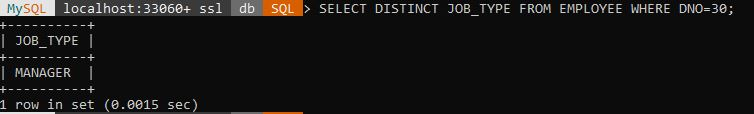 MySQL localhost:33060+ ssl db SQL > SELECT DISTINCT JOB_TYPE FROM EMPLOYEE WHERE DNO=30;
+----------+
| JOB_TYPE |
+----------+
| MANAGER  |
+----------+
1 row in set (0.0015 sec)